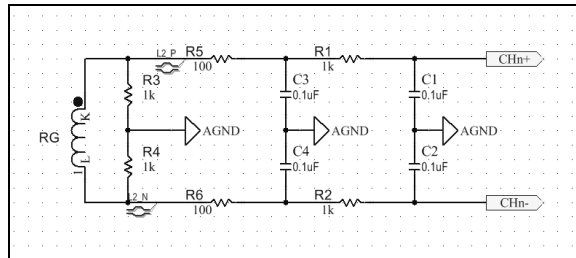 L2_P R5
100
R1
1k
CHn+
R3
1k
C3
0.1uF
C1
0.1uF
K
RG
AGND
AGND
AGND
L
1
R4
1k
C4
0.1uF
C2
0.1uF
L2_N
R6
100
R2
1k
CHn-